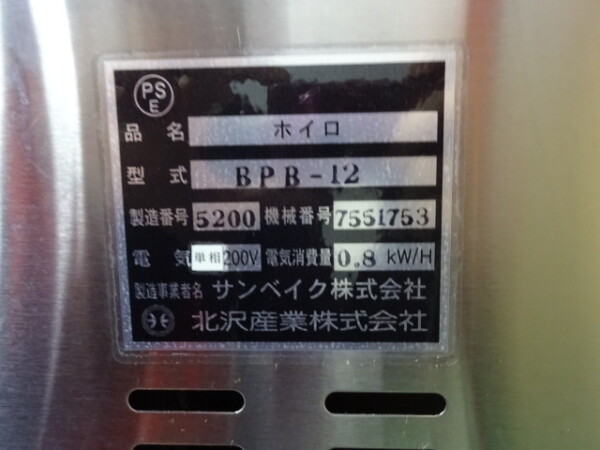 PS
E
品名 ホイロ
型式 BPB-12
製造番号 5200 機械番号 7551753
電気 単相 200V 電気消費量 0.8 kW/H
製造事業者名 サンベイク株式会社
北沢産業株式会社